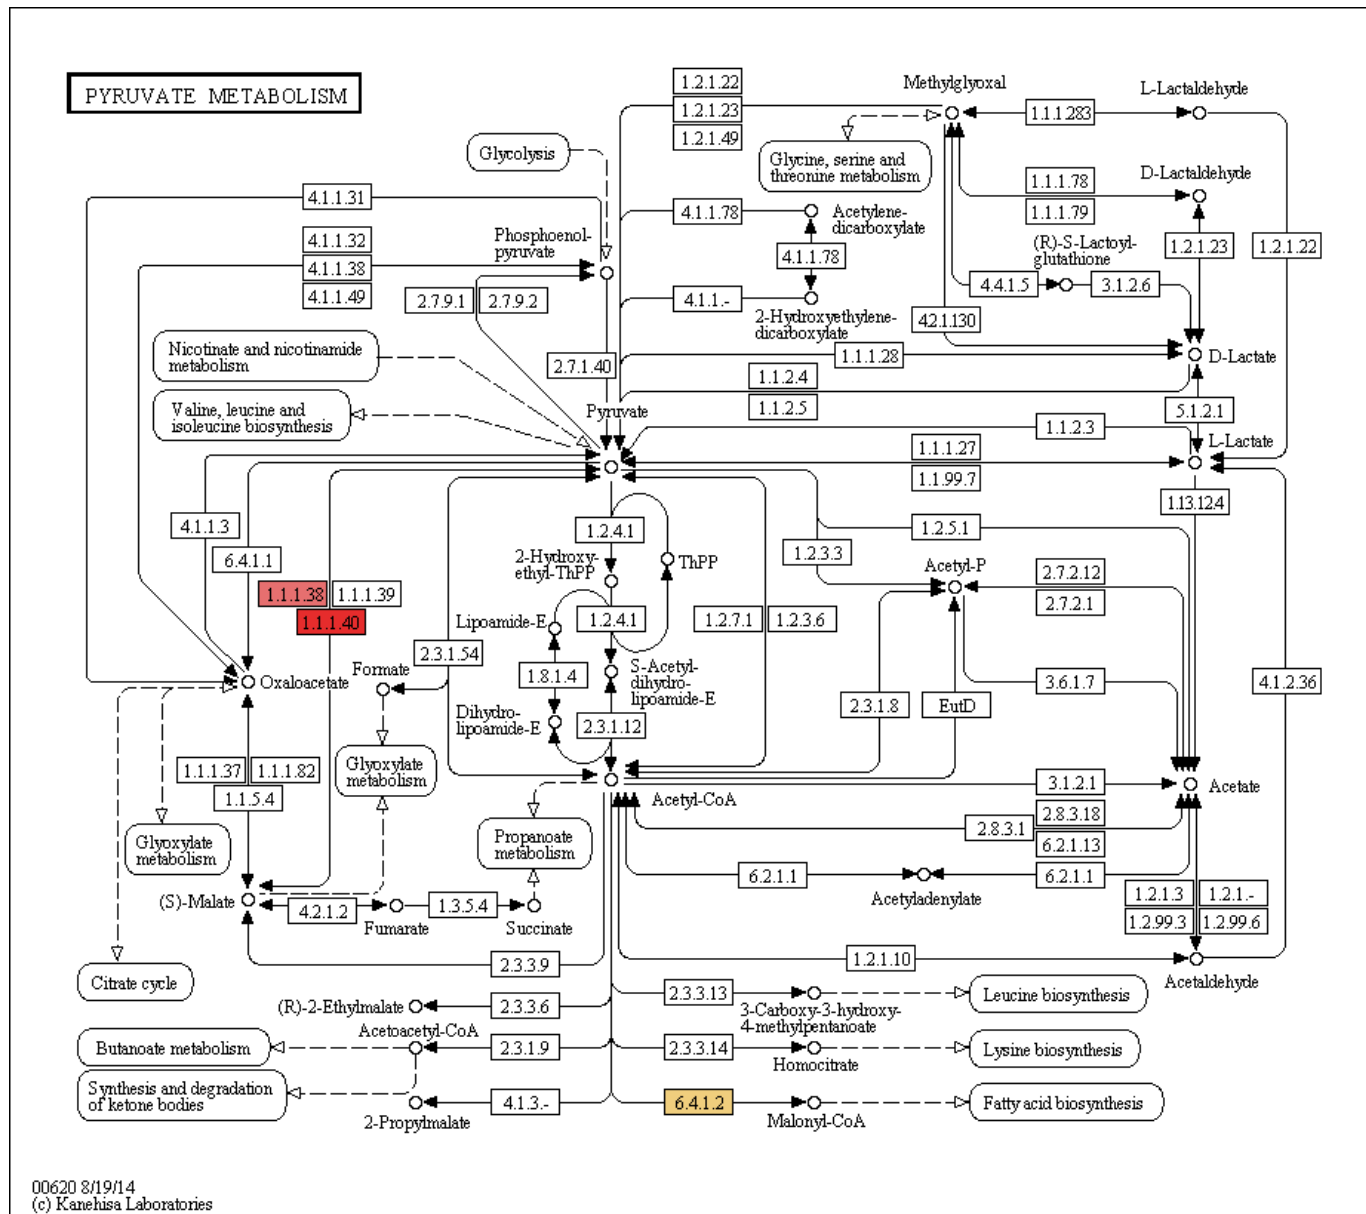 PYRUVATE METABOLISM
1.2.1.22
1.2.1.23
1.2.1.49
Methylglyoxal
1.1.1.283
L-Lactaldehyde
Glycolysis
Glycine, serine and
threonine metabolism
1.1.1.78
1.1.1.79
D-Lactaldehyde
4.1.1.31
4.1.1.78
Acetylene-
dicarboxylate
4.1.1.32
4.1.1.38
4.1.1.49
Phosphoenol-
pyruvate
4.1.1.78
(R)-S-Lactoyl-
glutathione
1.2.1.23
1.2.1.22
2.7.9.1
2.7.9.2
4.1.1.-
2-Hydroxyethylene-
dicarboxylate
4.4.1.5
3.1.2.6
4.2.1.130
Nicotinate and nicotinamide
metabolism
2.7.1.40
1.1.1.28
D-Lactate
1.1.2.4
1.1.2.5
Valine, leucine and
isoleucine biosynthesis
Pyruvate
5.1.2.1
1.1.2.3
L-Lactate
1.1.1.27
1.1.99.7
1.13.12.4
4.1.1.3
6.4.1.1
1.2.4.1
1.2.5.1
1.2.3.3
2-Hydroxy-
ethyl-ThPP
ThPP
Acetyl-P
2.7.2.12
2.7.2.1
1.1.1.38
1.1.1.39
1.1.1.40
Lipoamide-E
1.2.4.1
1.2.7.1
1.2.3.6
2.3.1.54
Formate
1.8.1.4
S-Acetyl-
dihydro-
lipoamide-E
Oxaloacetate
3.6.1.7
4.1.2.36
2.3.1.8
EutD
Dihydro-
lipoamide-E
2.3.1.12
1.1.1.37
1.1.1.82
1.1.5.4
Glyoxylate
metabolism
Acetyl-CoA
3.1.2.1
Acetate
Glyoxylate
metabolism
Propanoate
metabolism
2.8.3.1
2.8.3.18
6.2.1.13
6.2.1.1
Acetyladenylate
6.2.1.1
(S)-Malate
4.2.1.2
Fumarate
1.3.5.4
Succinate
1.2.1.3
1.2.1.-
1.2.99.3
1.2.99.6
Citrate cycle
2.3.3.9
1.2.1.10
Acetaldehyde
(R)-2-Ethylmalate
2.3.3.6
2.3.3.13
3-Carboxy-3-hydroxy-
4-methylpentanoate
Leucine biosynthesis
Acetoacetyl-CoA
Butanoate metabolism
2.3.1.9
2.3.3.14
Homocitrate
Lysine biosynthesis
Synthesis and degradation
of ketone bodies
4.1.3.-
2-Propylmalate
6.4.1.2
Malonyl-CoA
Fatty acid biosynthesis
00620 8/19/14
(c) Kanehisa Laboratories